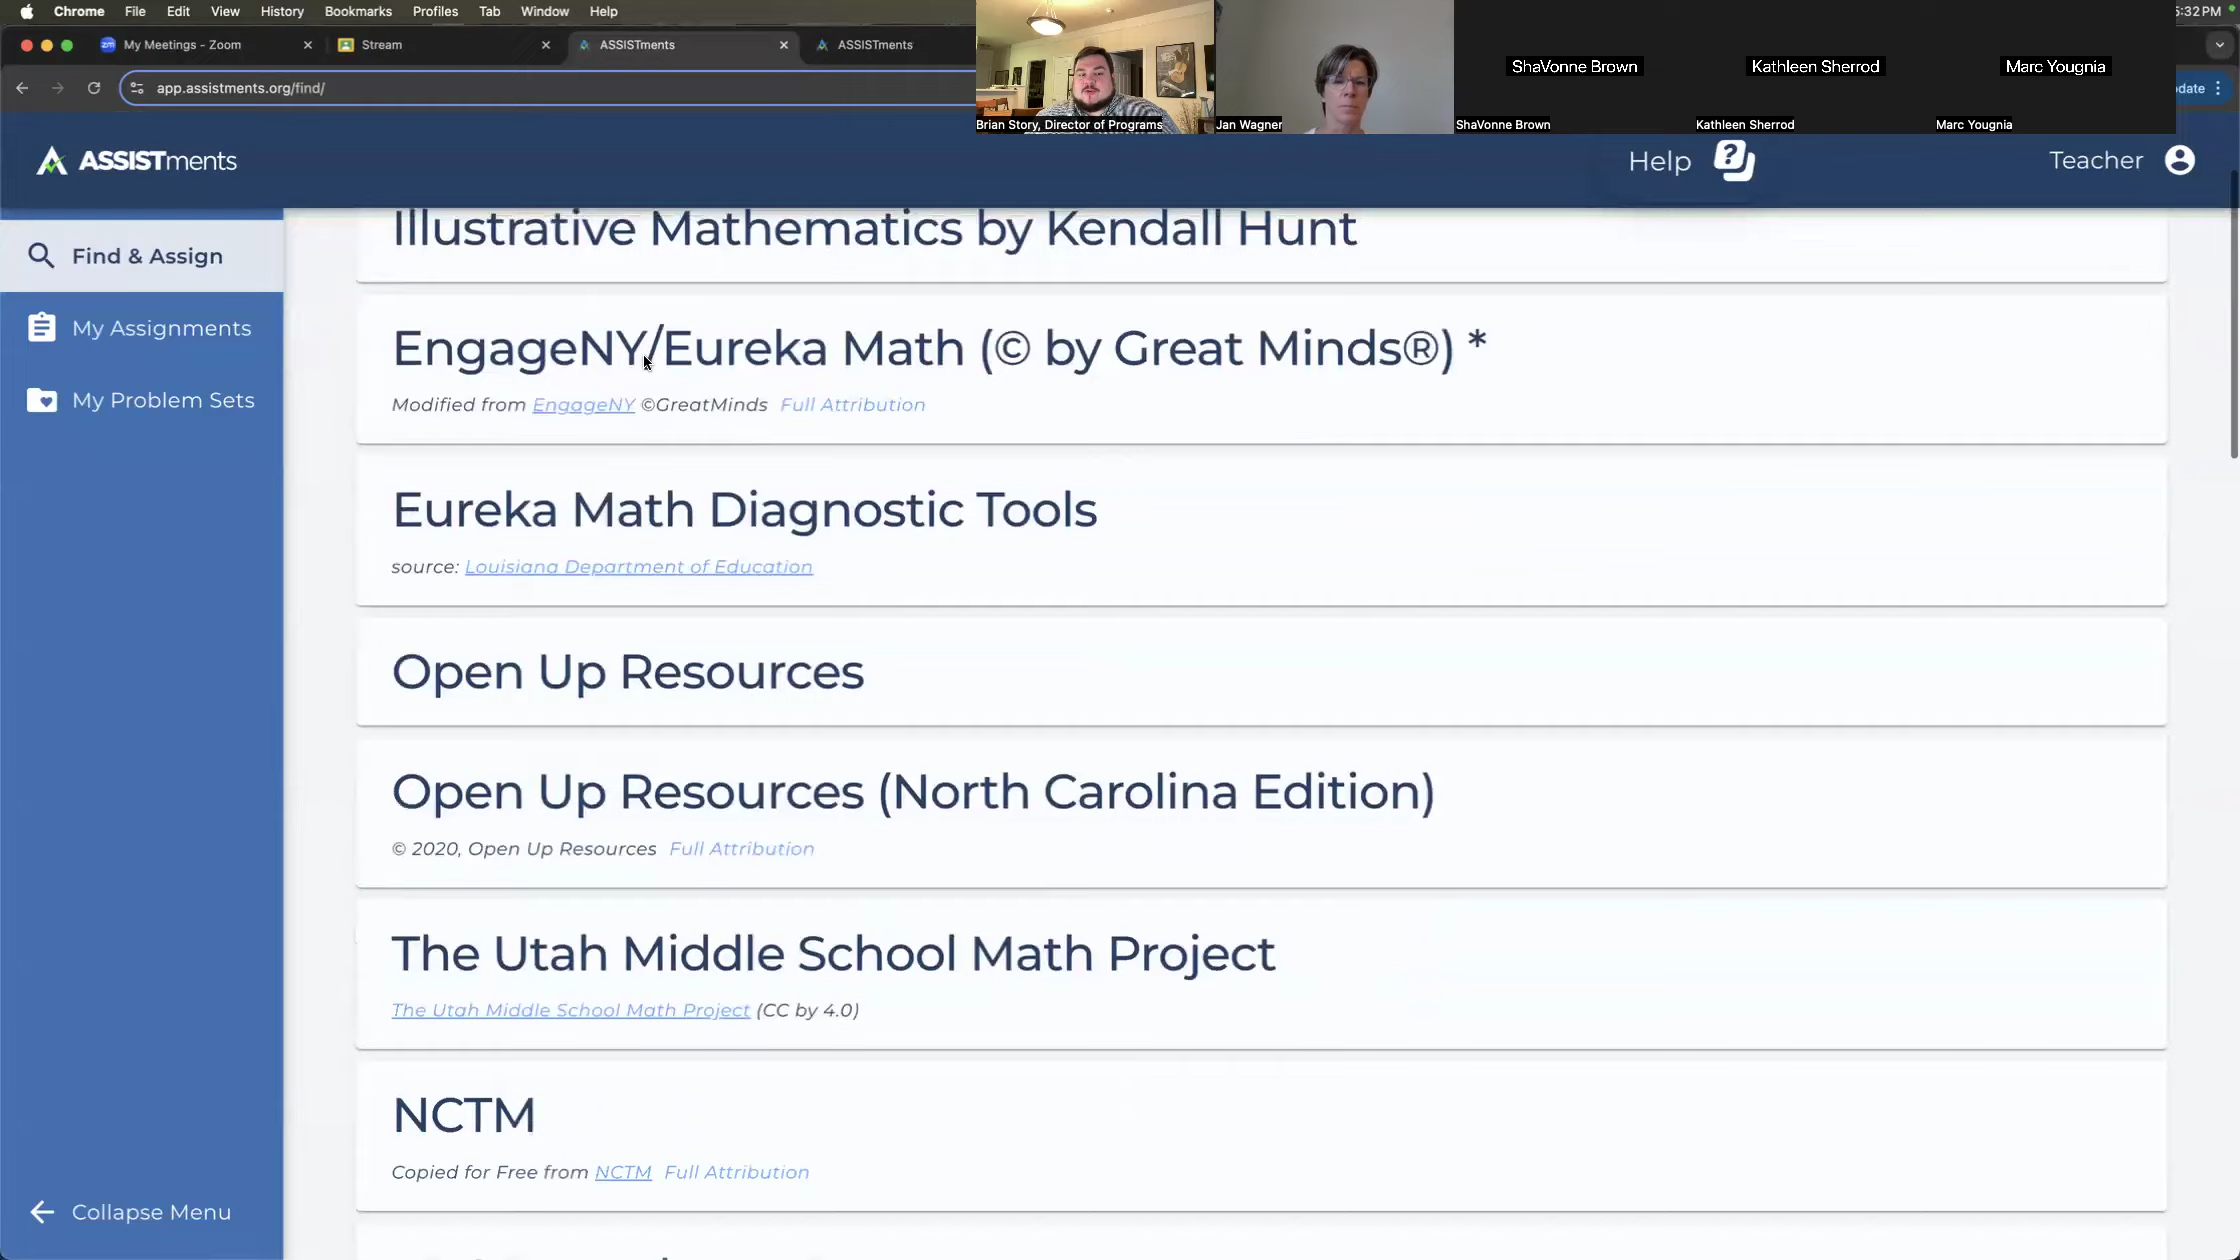 Chrome File Edit View History Bookmarks Profiles Tab Window Help
5:32 PM
zm My Meetings - Zoom
Stream
ASSISTments
ASSISTments
app.assistments.org/find/
Brian Story, Director of Programs
Jan Wagner
ShaVonne Brown
ShaVonne Brown
Kathleen Sherrod
Kathleen Sherrod
Marc Yougnia
Marc Yougnia
ASSISTments
Help
Teacher
Find & Assign
My Assignments
My Problem Sets
Collapse Menu
Illustrative Mathematics by Kendall Hunt
EngageNY/Eureka Math (© by Great Minds®) *
Modified from EngageNY ©GreatMinds Full Attribution
Eureka Math Diagnostic Tools
source: Louisiana Department of Education
Open Up Resources
Open Up Resources (North Carolina Edition)
© 2020, Open Up Resources Full Attribution
The Utah Middle School Math Project
The Utah Middle School Math Project (CC by 4.0)
NCTM
Copied for Free from NCTM Full Attribution